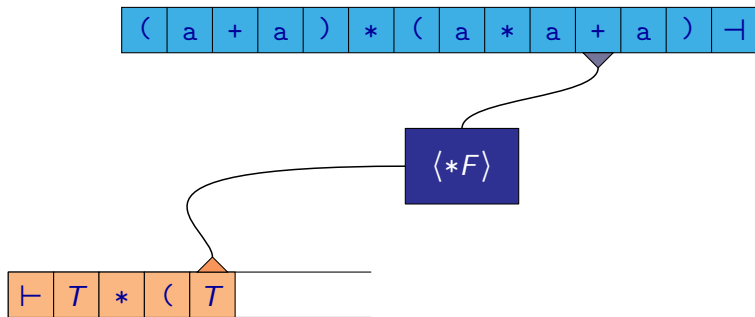 ( a + a ) * ( a * a + a ) ⊣
⟨*F⟩
⊢ T * ( T